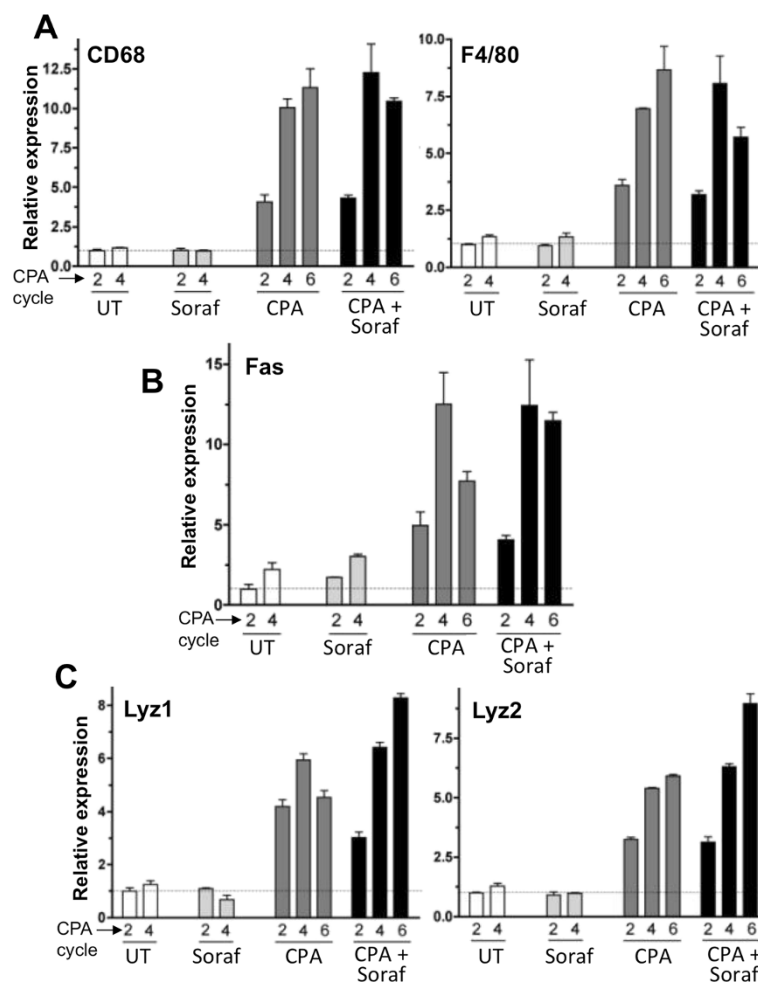 A
CD68
Relative expression
12.5
10.0
7.5
5.0
2.5
0.0
CPA
cycle
2 4 2 4 2 4 6 2 4 6
UT Soraf CPA CPA +
Soraf
F4/80
10.0
7.5
5.0
2.5
0.0
2 4 2 4 2 4 6 2 4 6
UT Soraf CPA CPA +
Soraf
B
Fas
Relative expression
15
10
5
0
CPA
cycle
2 4 2 4 2 4 6 2 4 6
UT Soraf CPA CPA +
Soraf
C
Lyz1
Relative expression
8
6
4
2
0
CPA
cycle
2 4 2 4 2 4 6 2 4 6
UT Soraf CPA CPA +
Soraf
Lyz2
7.5
5.0
2.5
0.0
2 4 2 4 2 4 6 2 4 6
UT Soraf CPA CPA +
Soraf